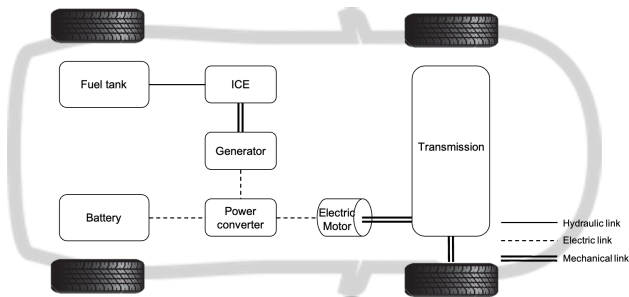 Fuel tank
ICE
Generator
Transmission
Battery
Power
converter
Electric
Motor
Hydraulic link
Electric link
Mechanical link